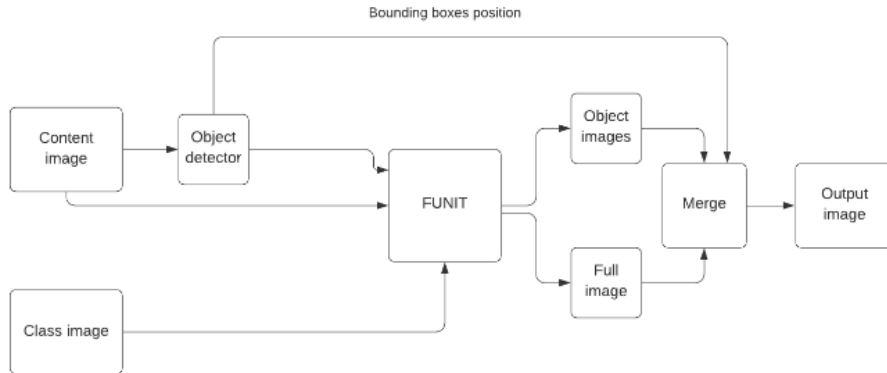 Bounding boxes position
Content
image
Object
detector
FUNIT
Object
images
Merge
Output
image
Full
image
Class image